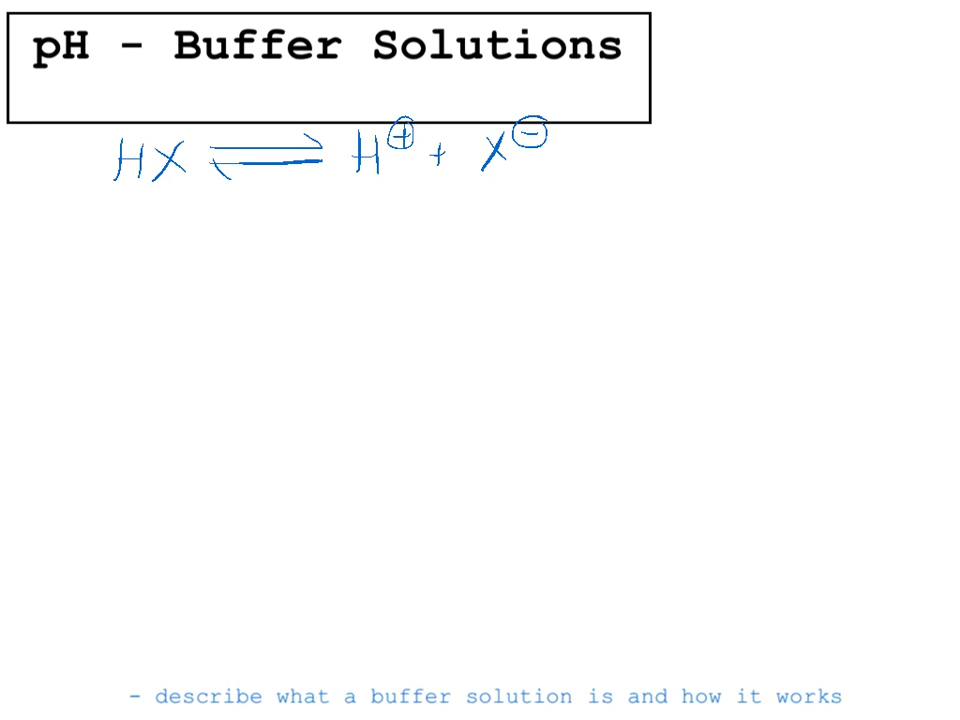 pH - Buffer Solutions
HX ⇌ H⊕ + X⊖
- describe what a buffer solution is and how it works